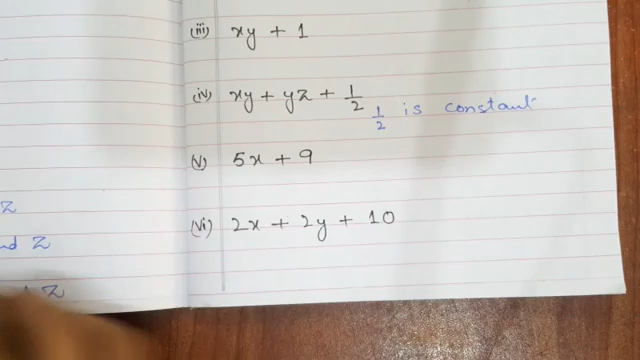 z
(iii) xy + 1
(iv) xy + yz + 1/2
1/2 is constant
(v) 5x + 9
z
(vi) 2x + 2y + 10
z